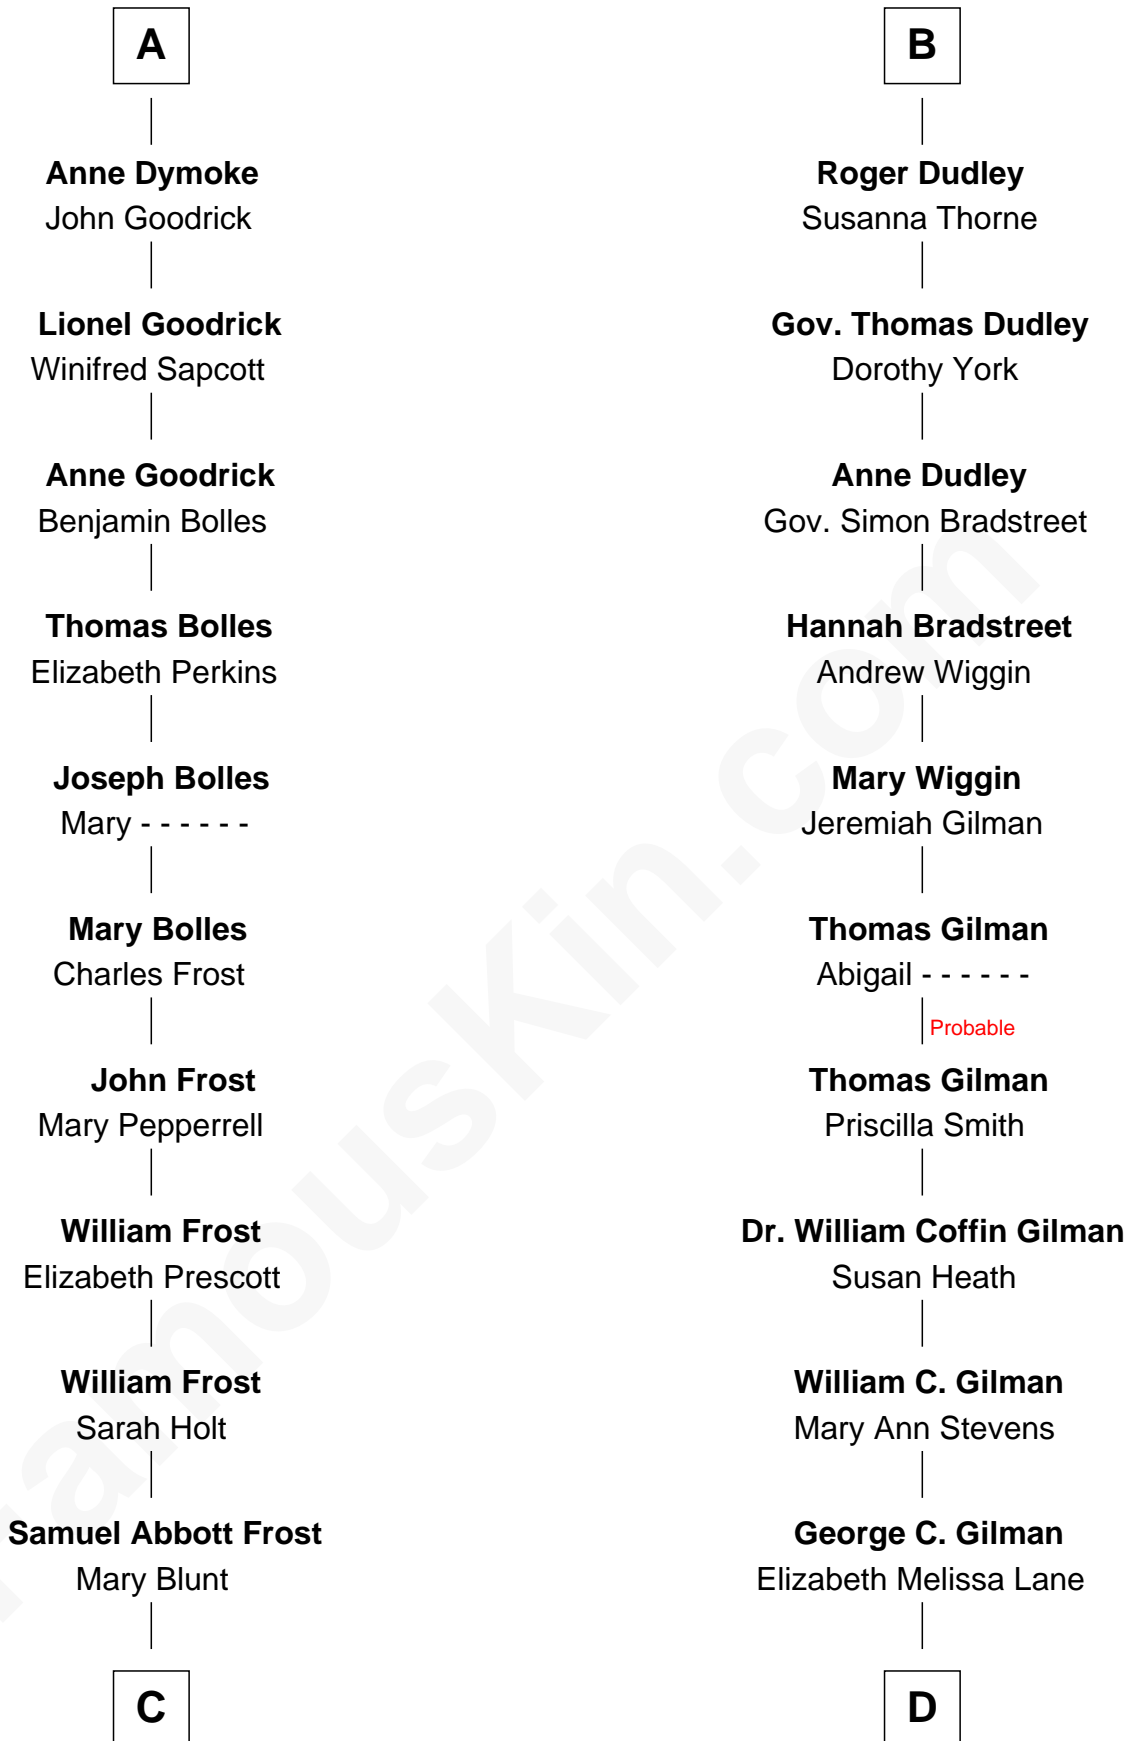 A
Anne Dymoke
John Goodrick
Lionel Goodrick
Winifred Sapcott
Anne Goodrick
Benjamin Bolles
Thomas Bolles
Elizabeth Perkins
Joseph Bolles
Mary - - - - - -
Mary Bolles
Charles Frost
John Frost
Mary Pepperrell
William Frost
Elizabeth Prescott
William Frost
Sarah Holt
Samuel Abbott Frost
Mary Blunt
C
B
Roger Dudley
Susanna Thorne
Gov. Thomas Dudley
Dorothy York
Anne Dudley
Gov. Simon Bradstreet
Hannah Bradstreet
Andrew Wiggin
Mary Wiggin
Jeremiah Gilman
Thomas Gilman
Abigail - - - - - -
Probable
Thomas Gilman
Priscilla Smith
Dr. William Coffin Gilman
Susan Heath
William C. Gilman
Mary Ann Stevens
George C. Gilman
Elizabeth Melissa Lane
D
FamousKin.com